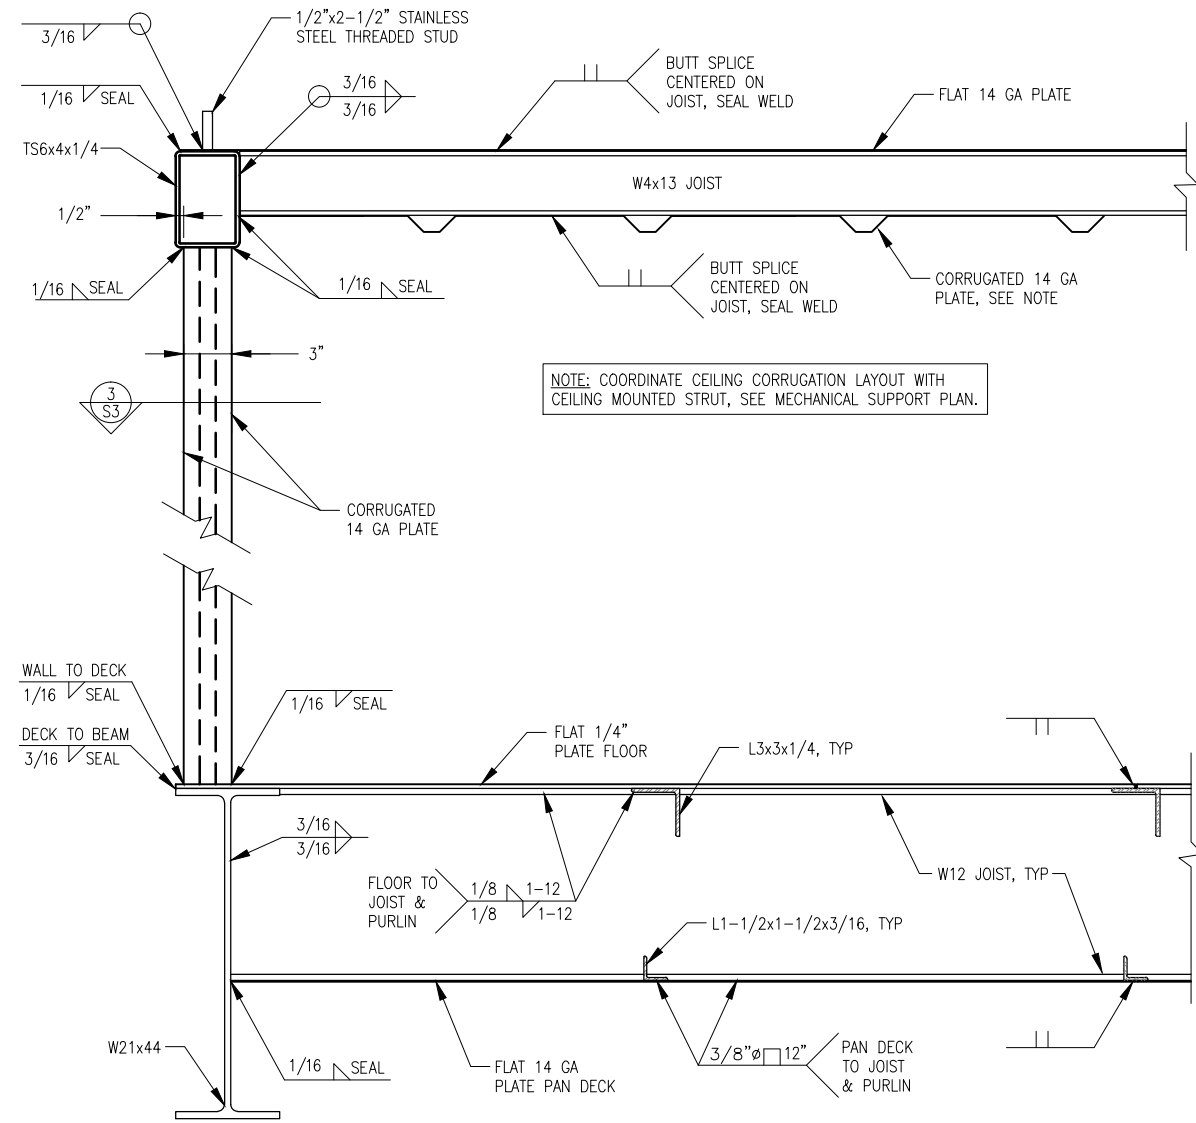 1/2"x2-1/2" STAINLESS
STEEL THREADED STUD
3/16
1/16 SEAL
3/16
3/16
BUTT SPLICE
CENTERED ON
JOIST, SEAL WELD
FLAT 14 GA PLATE
TS6x4x1/4
W4x13 JOIST
1/2"
1/16 SEAL
1/16 SEAL
BUTT SPLICE
CENTERED ON
JOIST, SEAL WELD
CORRUGATED 14 GA
PLATE, SEE NOTE
3"
NOTE: COORDINATE CEILING CORRUGATION LAYOUT WITH
CEILING MOUNTED STRUT, SEE MECHANICAL SUPPORT PLAN.
3
S3
CORRUGATED
14 GA PLATE
WALL TO DECK
1/16 SEAL
1/16 SEAL
DECK TO BEAM
3/16 SEAL
FLAT 1/4"
PLATE FLOOR
L3x3x1/4, TYP
3/16
3/16
FLOOR TO
JOIST &
PURLIN
1/8 1-12
1/8 1-12
W12 JOIST, TYP
L1-1/2x1-1/2x3/16, TYP
W21x44
1/16 SEAL
FLAT 14 GA
PLATE PAN DECK
3/8"ø 12"
PAN DECK
TO JOIST
& PURLIN